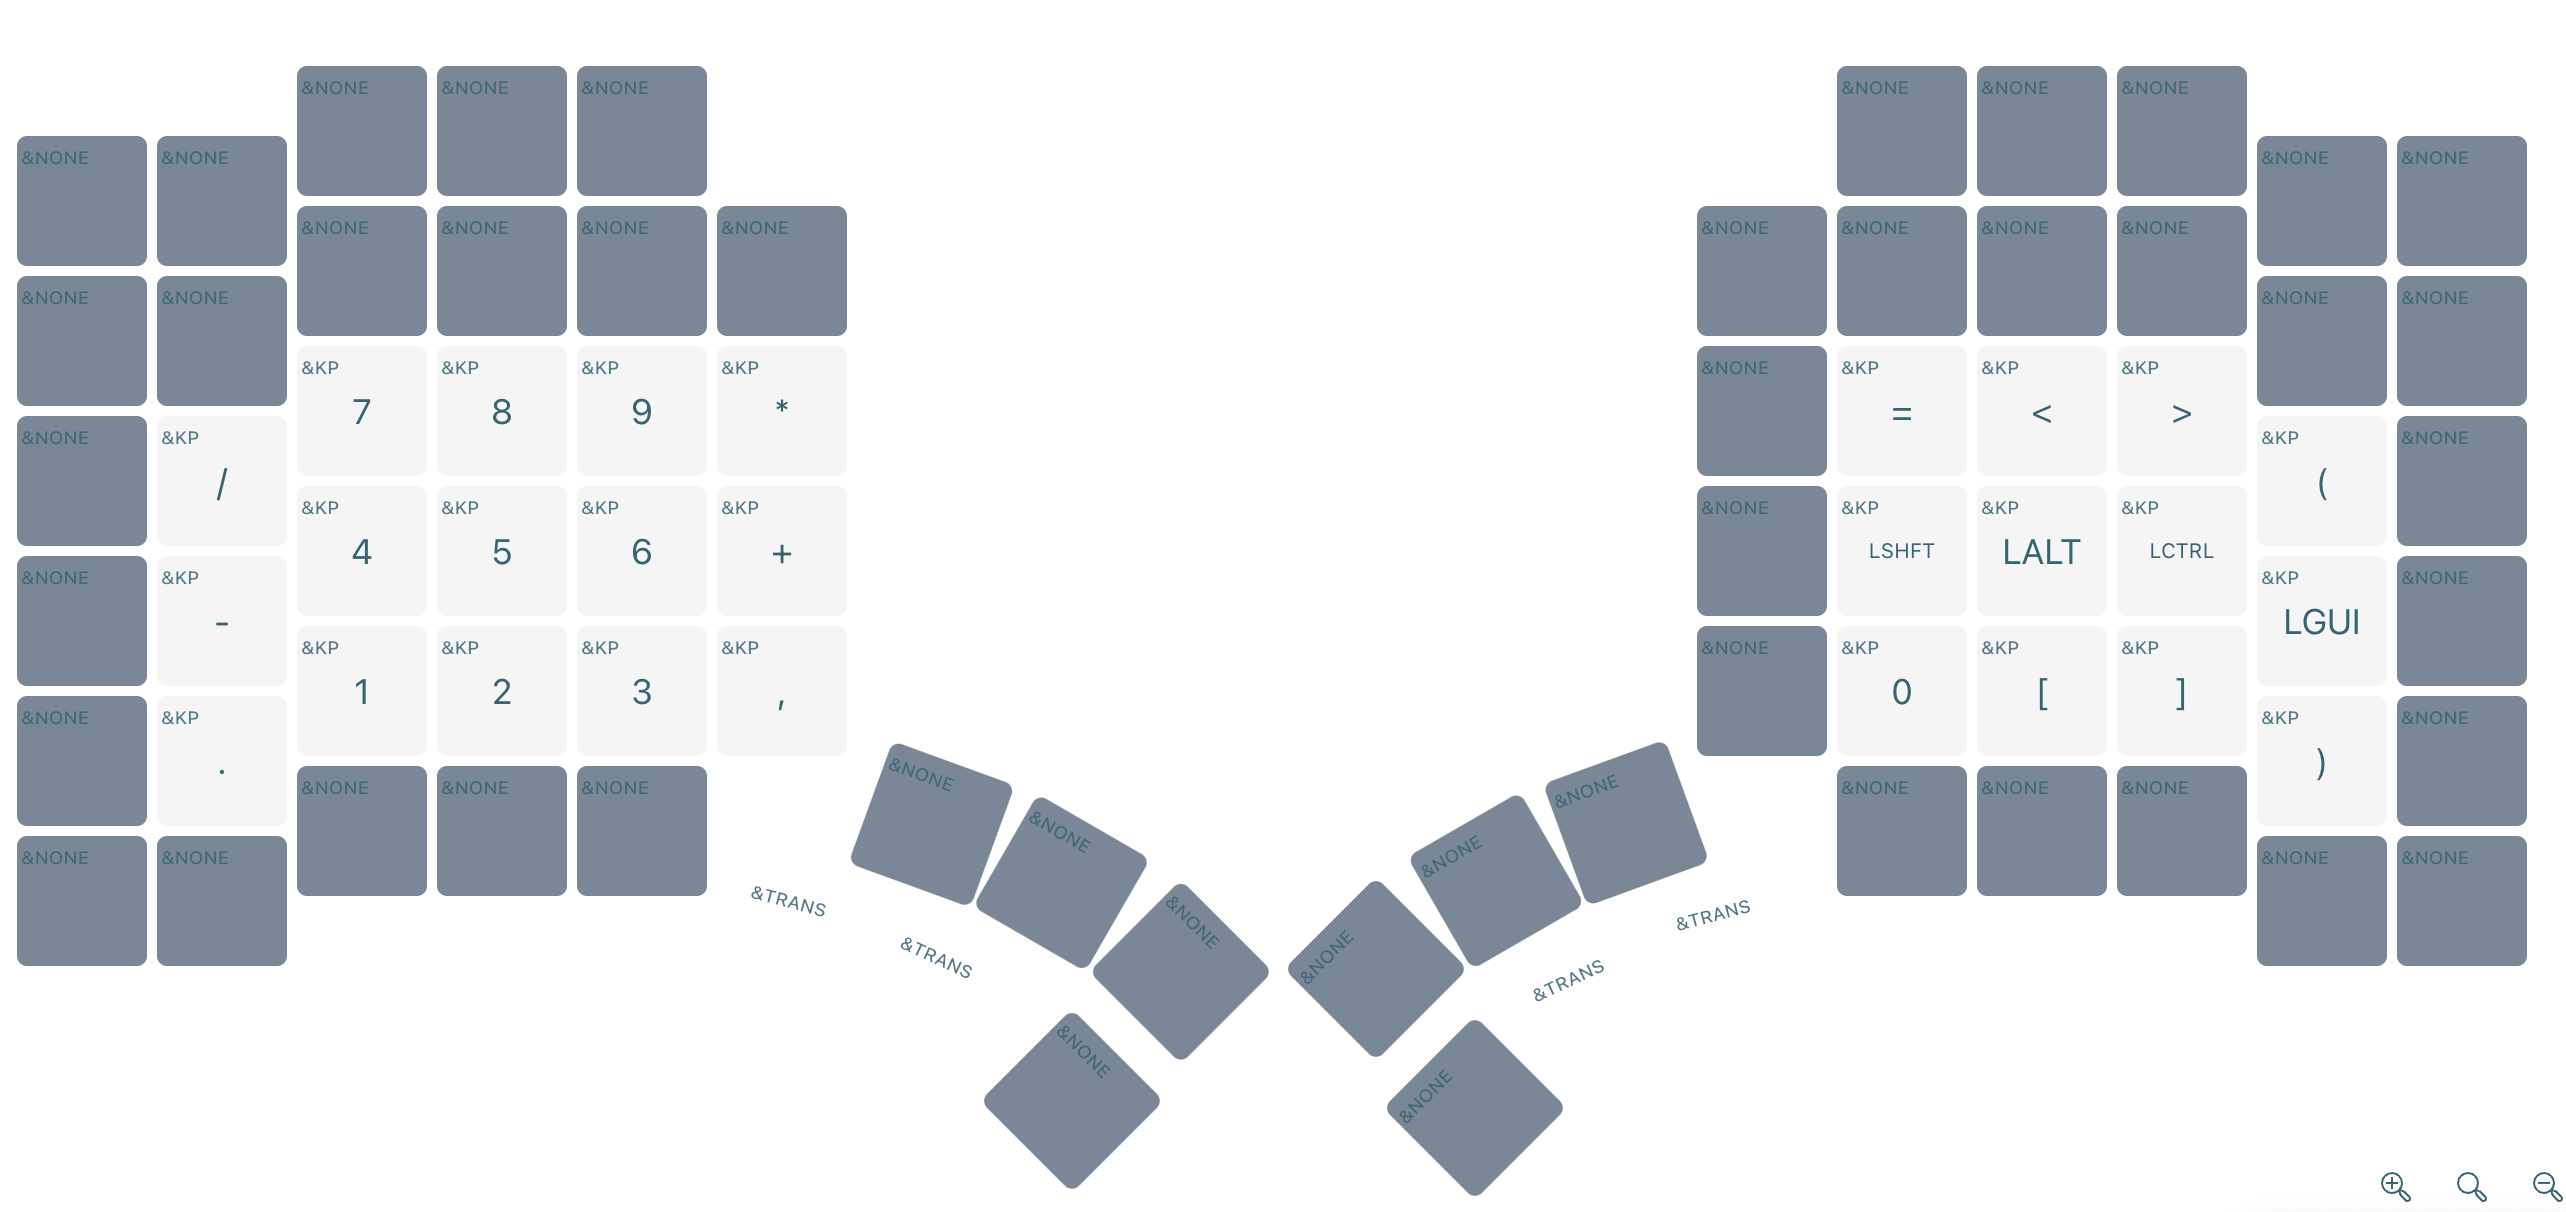 &NONE &NONE &NONE &NONE &NONE &NONE
&NONE &NONE &NONE &NONE
&NONE &NONE &NONE &NONE &NONE &NONE &NONE &NONE
&NONE &NONE &NONE &NONE
&KP &KP &KP &KP &NONE &KP &KP &KP
7 8 9 * = < >
&NONE &KP &KP &NONE
/ (
&KP &KP &KP &KP &NONE &KP &KP &KP
4 5 6 + LSHFT LALT LCTRL
&NONE &KP &KP &NONE
- LGUI
&KP &KP &KP &KP &NONE &KP &KP &KP
1 2 3 , 0 [ ]
&NONE &KP &KP &NONE
. )
&NONE &NONE &NONE &NONE &NONE &NONE &NONE &NONE
&NONE &NONE &NONE &NONE &NONE &NONE
&TRANS &NONE &NONE &TRANS
&TRANS &TRANS
&NONE &NONE